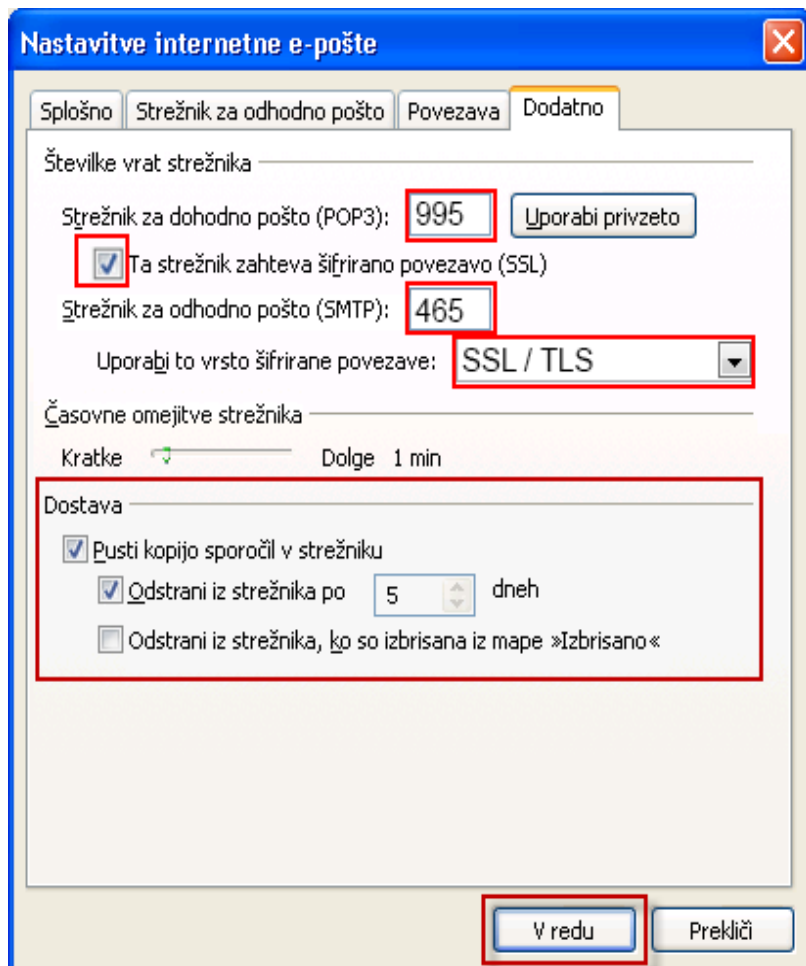 Nastavitve internetne e-pošte
Splošno Strežnik za odhodno pošto Povezava Dodatno
Številke vrat strežnika
Strežnik za dohodno pošto (POP3): 995 Uporabi privzeto
Ta strežnik zahteva šifrirano povezavo (SSL)
Strežnik za odhodno pošto (SMTP): 465
Uporabi to vrsto šifrirane povezave: SSL / TLS
Časovne omejitve strežnika
Kratke Dolge 1 min
Dostava
Pusti kopijo sporočil v strežniku
Odstrani iz strežnika po 5 dneh
Odstrani iz strežnika, ko so izbrisana iz mape »Izbrisano«
V redu Prekliči